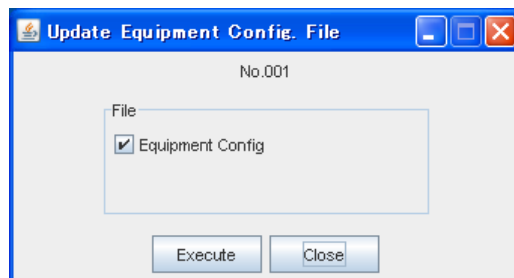 Update Equipment Config. File
No.001
File
Equipment Config
Execute Close